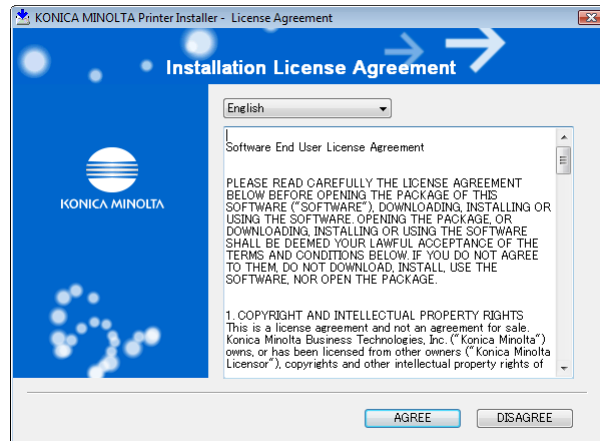 KONICA MINOLTA Printer Installer - License Agreement
Installation License Agreement
English
KONICA MINOLTA
Software End User License Agreement
PLEASE READ CAREFULLY THE LICENSE AGREEMENT
BELOW BEFORE OPENING THE PACKAGE OF THIS
SOFTWARE ("SOFTWARE"), DOWNLOADING, INSTALLING OR
USING THE SOFTWARE. OPENING THE PACKAGE, OR
DOWNLOADING, INSTALLING OR USING THE SOFTWARE
SHALL BE DEEMED YOUR LAWFUL ACCEPTANCE OF THE
TERMS AND CONDITIONS BELOW. IF YOU DO NOT AGREE
TO THEM, DO NOT DOWNLOAD, INSTALL, USE THE
SOFTWARE, NOR OPEN THE PACKAGE.
1. COPYRIGHT AND INTELLECTUAL PROPERTY RIGHTS
This is a license agreement and not an agreement for sale.
Konica Minolta Business Technologies, Inc. ("Konica Minolta")
owns, or has been licensed from other owners ("Konica Minolta
Licensor"), copyrights and other intellectual property rights of
AGREE
DISAGREE